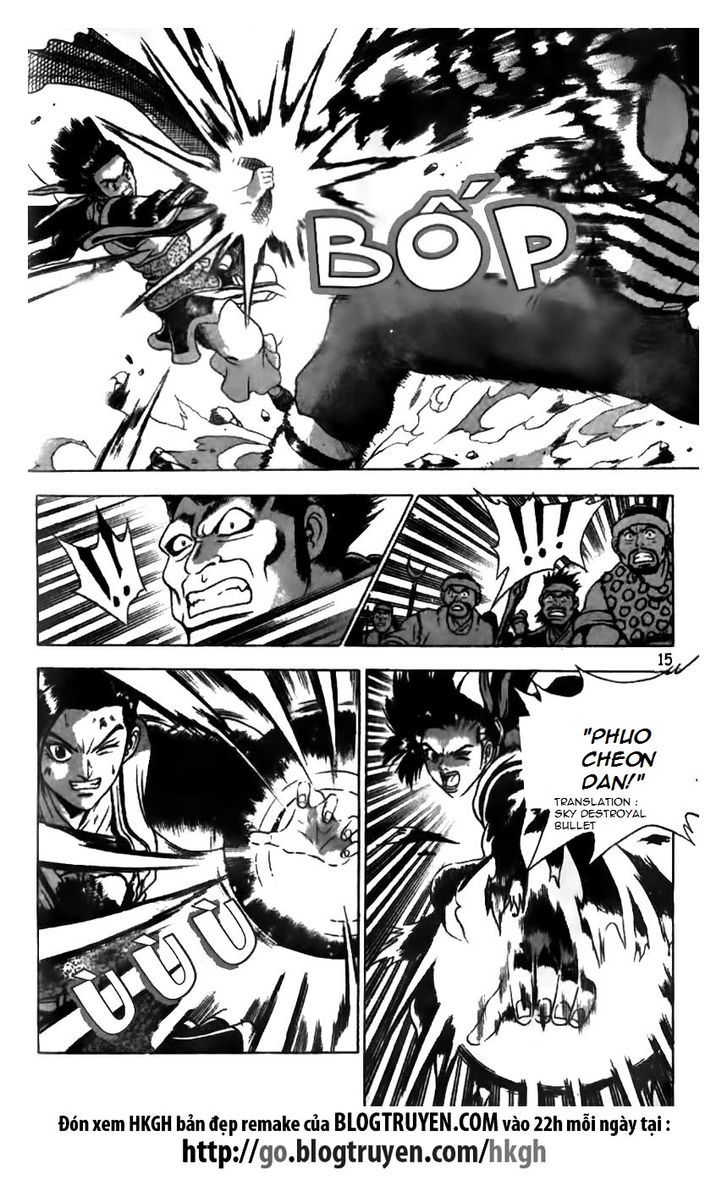 BỐP
!!
!!
15
ÙÙÙ
"PHUO
CHEON
DAN!"
TRANSLATION :
SKY DESTROYAL
BULLET
Đón xem HKGH bản đẹp remake của BLOGTRUYEN.COM vào 22h mỗi ngày tại :
http://go.blogtruyen.com/hkgh